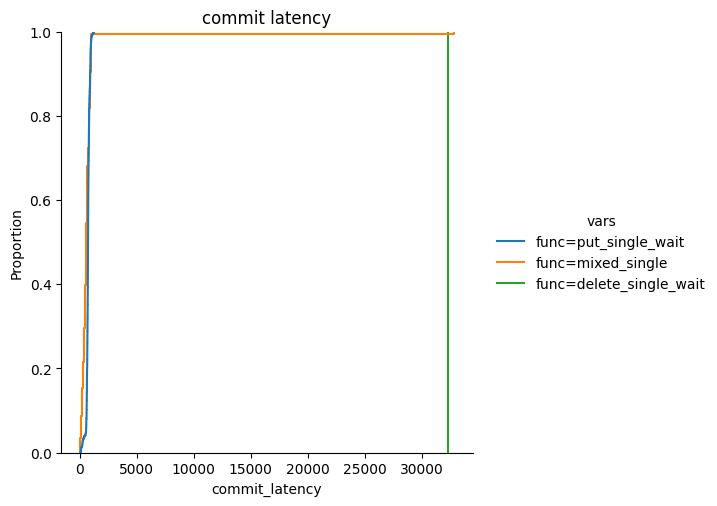 commit latency
1.0
0.8
0.6
0.4
0.2
0.0
Proportion
0 5000 10000 15000 20000 25000 30000
commit_latency
vars
func=put_single_wait
func=mixed_single
func=delete_single_wait